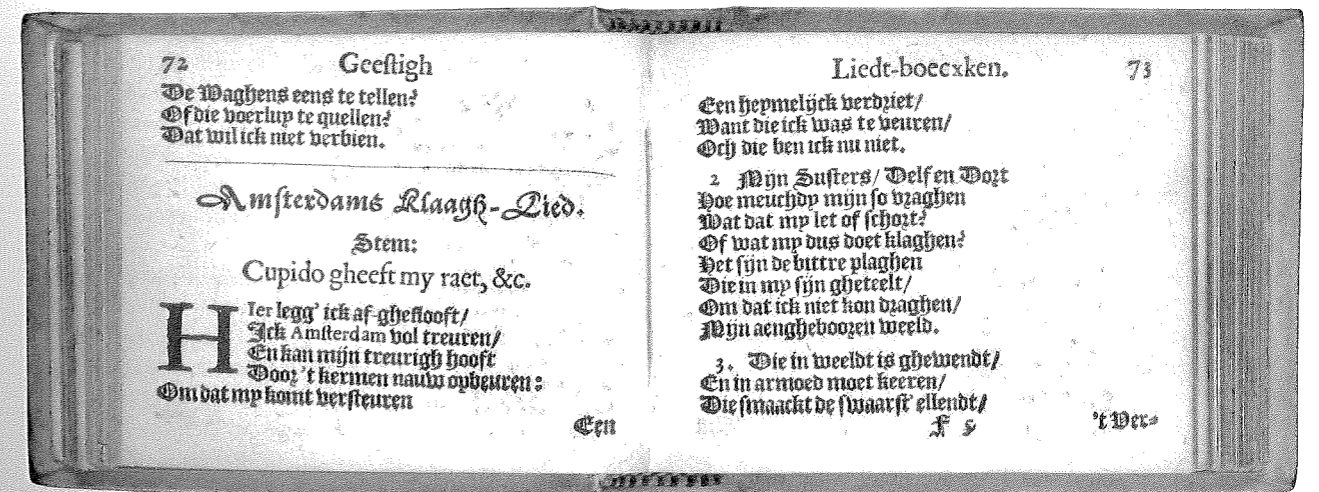 72 Geeſtigh
De Waghens eens te tellen?
Of die voerluy te quellen?
Dat wil ick niet verbien.
Amſterdams Klaagh-Lied.
Stem:
Cupido gheeft my raet, &c.
HIer legg' ick af-gheſlooft/
Ick Amſterdam vol treuren/
En kan mijn treurigh hooft
Door 't kermen nauw opbeuren:
Om dat my komt verſteuren
Een
Liedt-boecxken. 73
Een heymelijck verdriet/
Want die ick was te veuren/
Och die ben ick nu niet.
2 Mijn Suſters/ Delf en Dort
Hoe meuchdy mijn ſo vraghen
Wat dat my let of ſchort?
Of wat my dus doet klaghen?
Het ſijn de bittre plaghen
Die in my ſijn gheteelt/
Om dat ick niet kon draghen/
Mijn aengheboozen weeld.
3. Die in weeldt is ghewendt/
En in armoed moet keeren/
Die ſmaackt de ſwaarſt' ellendt/
F 5 't Ver-